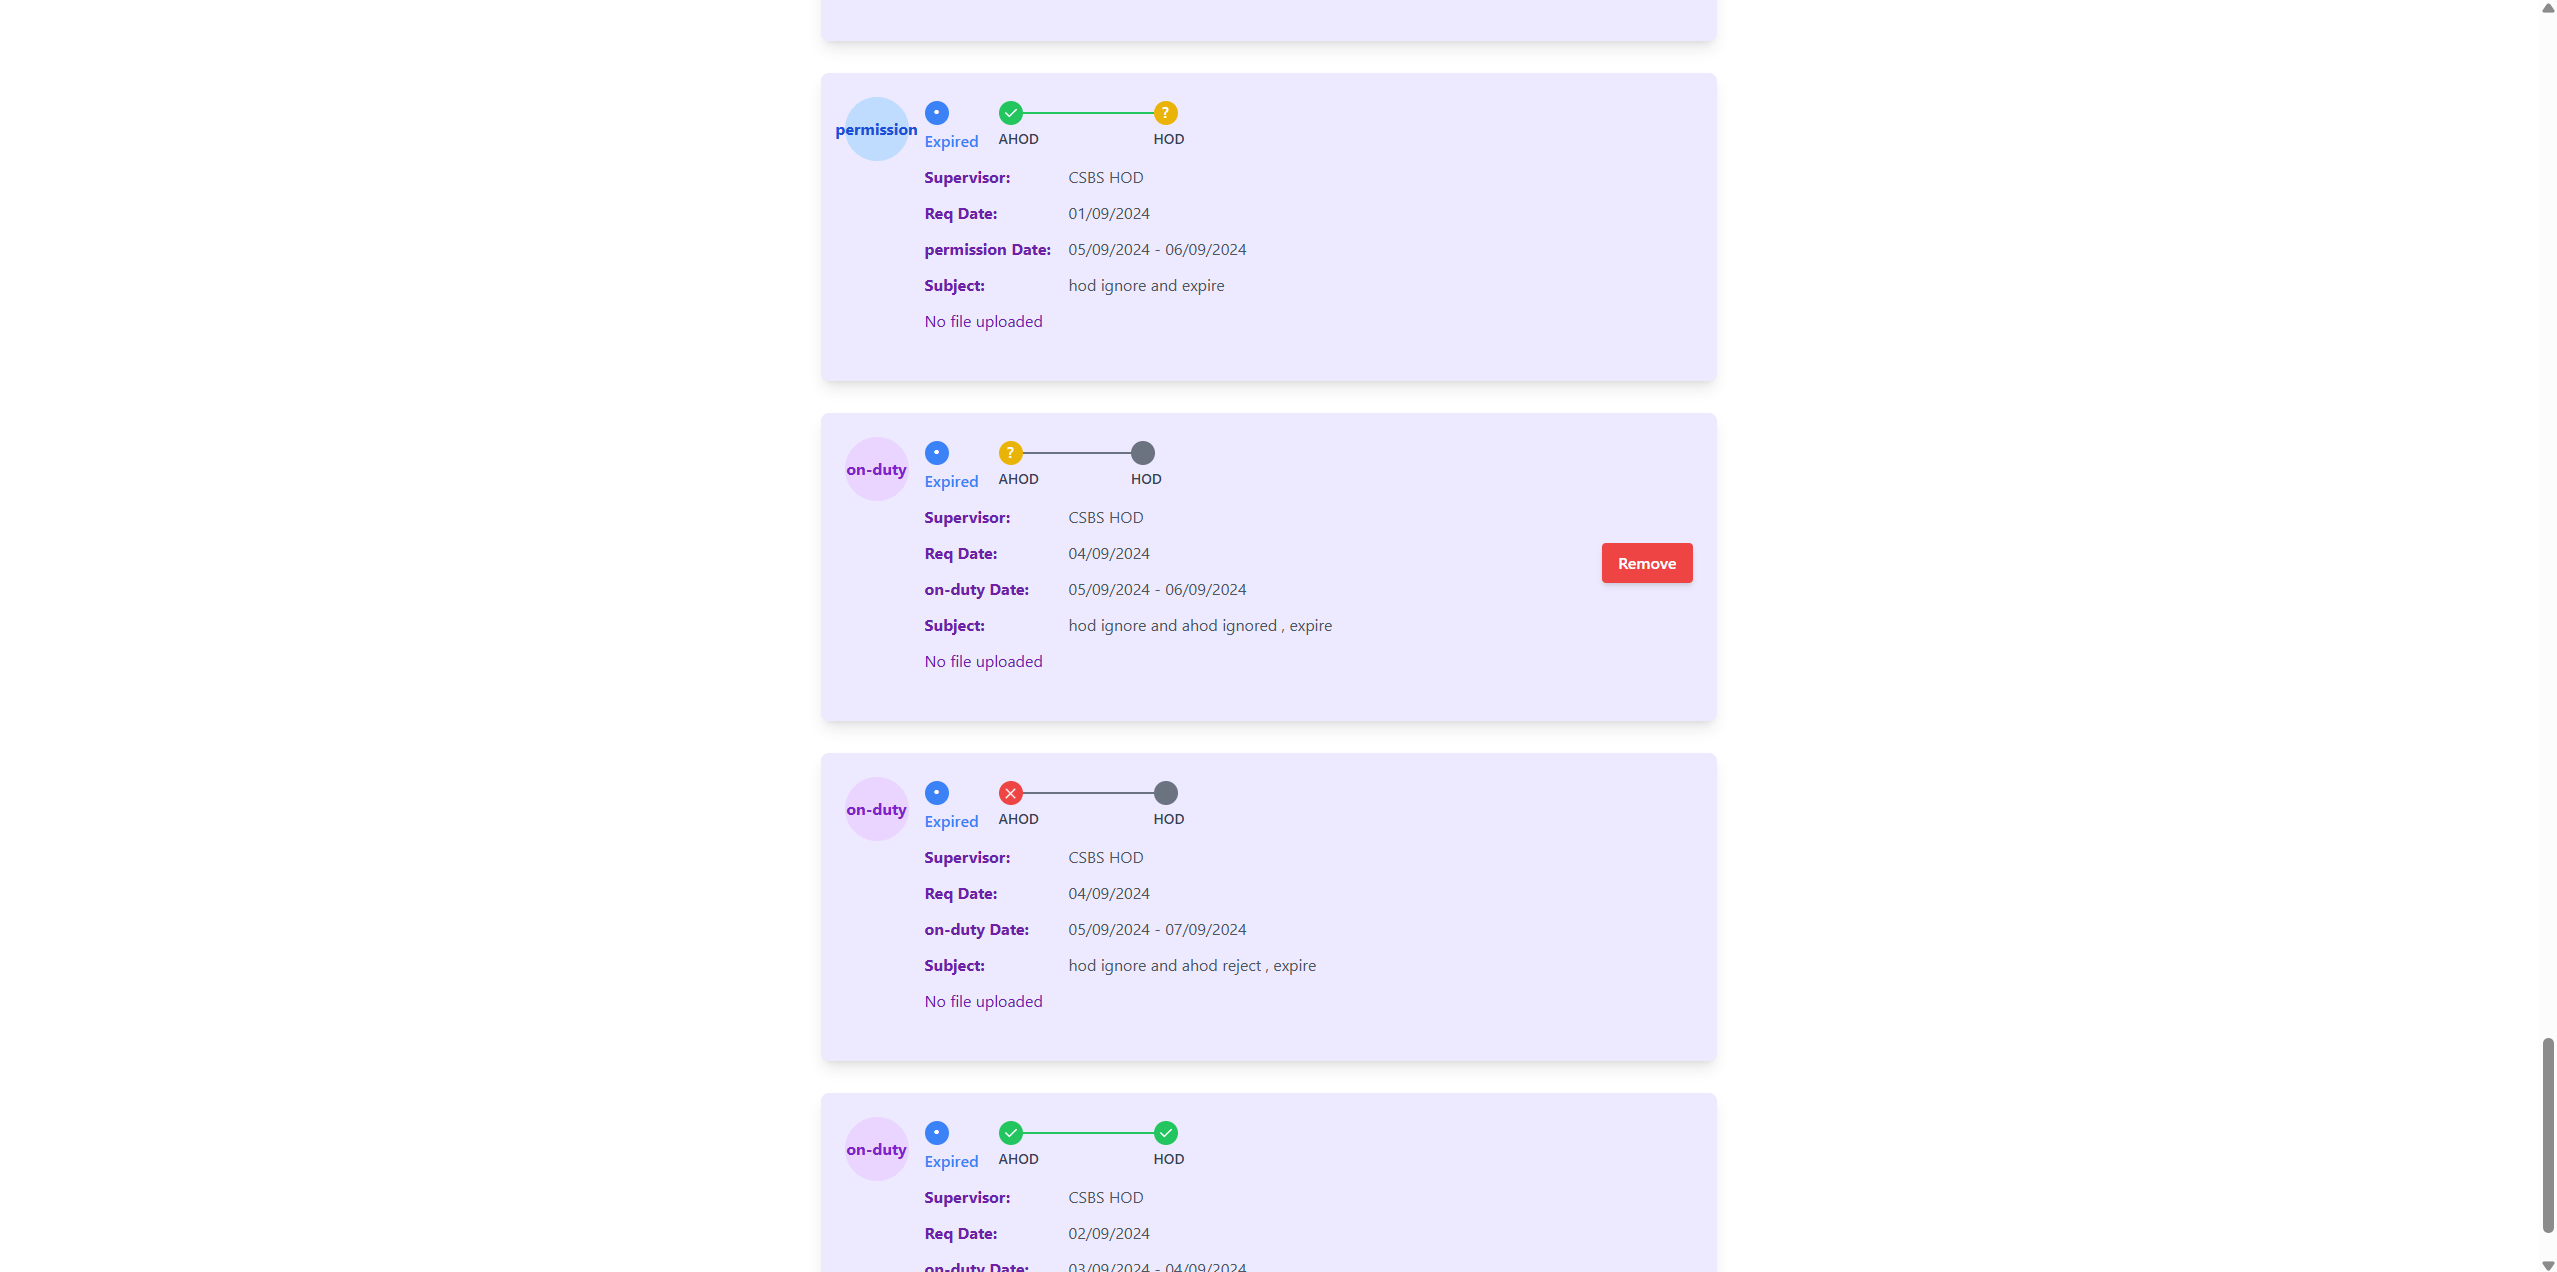 permission
Expired
AHOD
?
HOD
Supervisor: CSBS HOD
Req Date: 01/09/2024
permission Date: 05/09/2024 - 06/09/2024
Subject: hod ignore and expire
No file uploaded
on-duty
Expired
?
AHOD
HOD
Supervisor: CSBS HOD
Req Date: 04/09/2024
on-duty Date: 05/09/2024 - 06/09/2024
Subject: hod ignore and ahod ignored , expire
No file uploaded
Remove
on-duty
Expired
AHOD
HOD
Supervisor: CSBS HOD
Req Date: 04/09/2024
on-duty Date: 05/09/2024 - 07/09/2024
Subject: hod ignore and ahod reject , expire
No file uploaded
on-duty
Expired
AHOD
HOD
Supervisor: CSBS HOD
Req Date: 02/09/2024
on-duty Date: 03/09/2024 - 04/09/2024